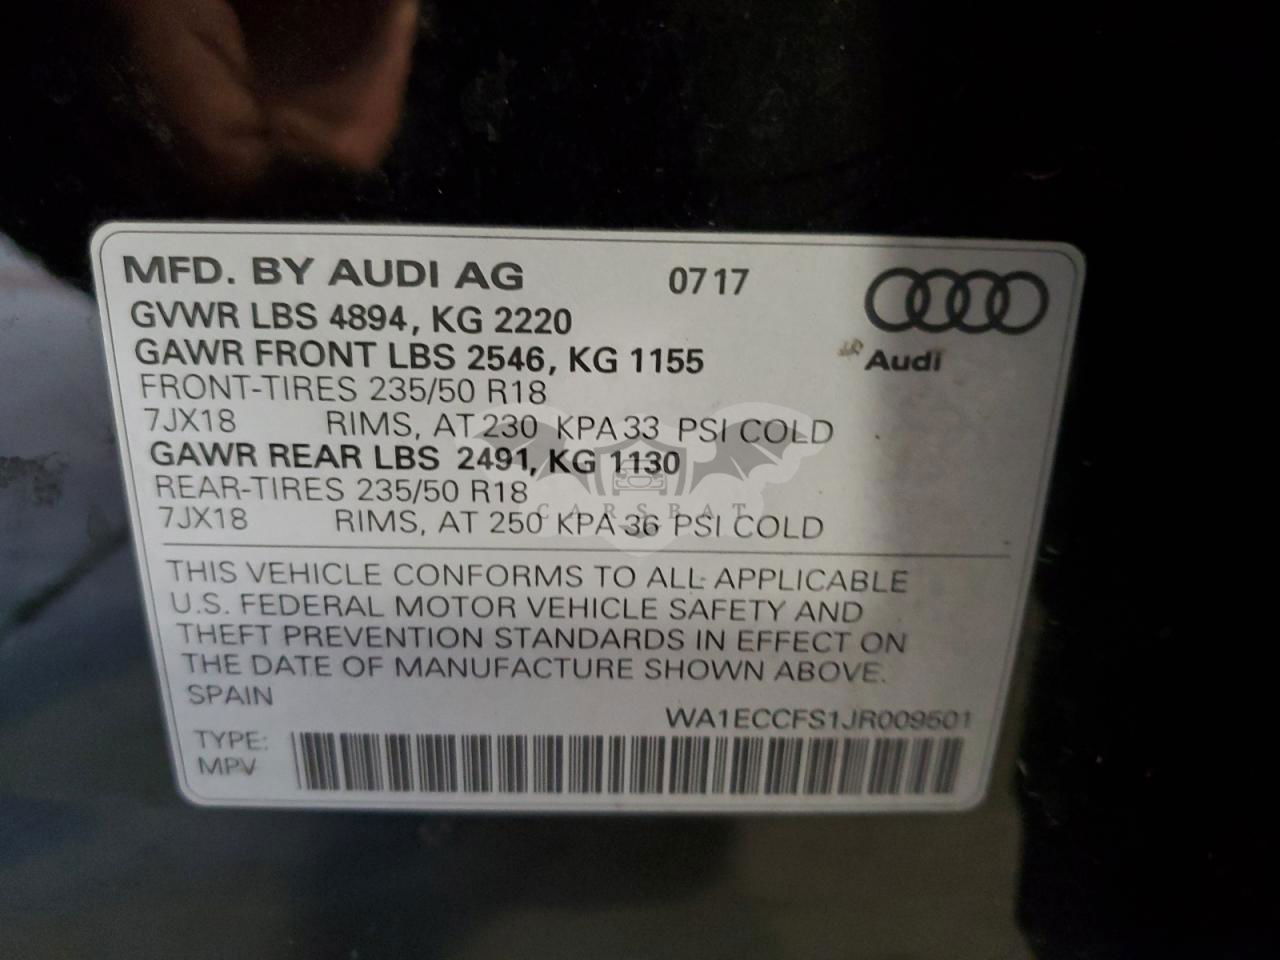 MFD. BY AUDI AG 0717
GVWR LBS 4894, KG 2220
GAWR FRONT LBS 2546, KG 1155
Audi
FRONT-TIRES 235/50 R18
7JX18 RIMS, AT 230 KPA 33 PSI COLD
GAWR REAR LBS 2491, KG 1130
REAR-TIRES 235/50 R18
CARSBAT
7JX18 RIMS, AT 250 KPA 36 PSI COLD
THIS VEHICLE CONFORMS TO ALL APPLICABLE
U.S. FEDERAL MOTOR VEHICLE SAFETY AND
THEFT PREVENTION STANDARDS IN EFFECT ON
THE DATE OF MANUFACTURE SHOWN ABOVE.
SPAIN
WA1ECCFS1JR009501
TYPE:
MPV